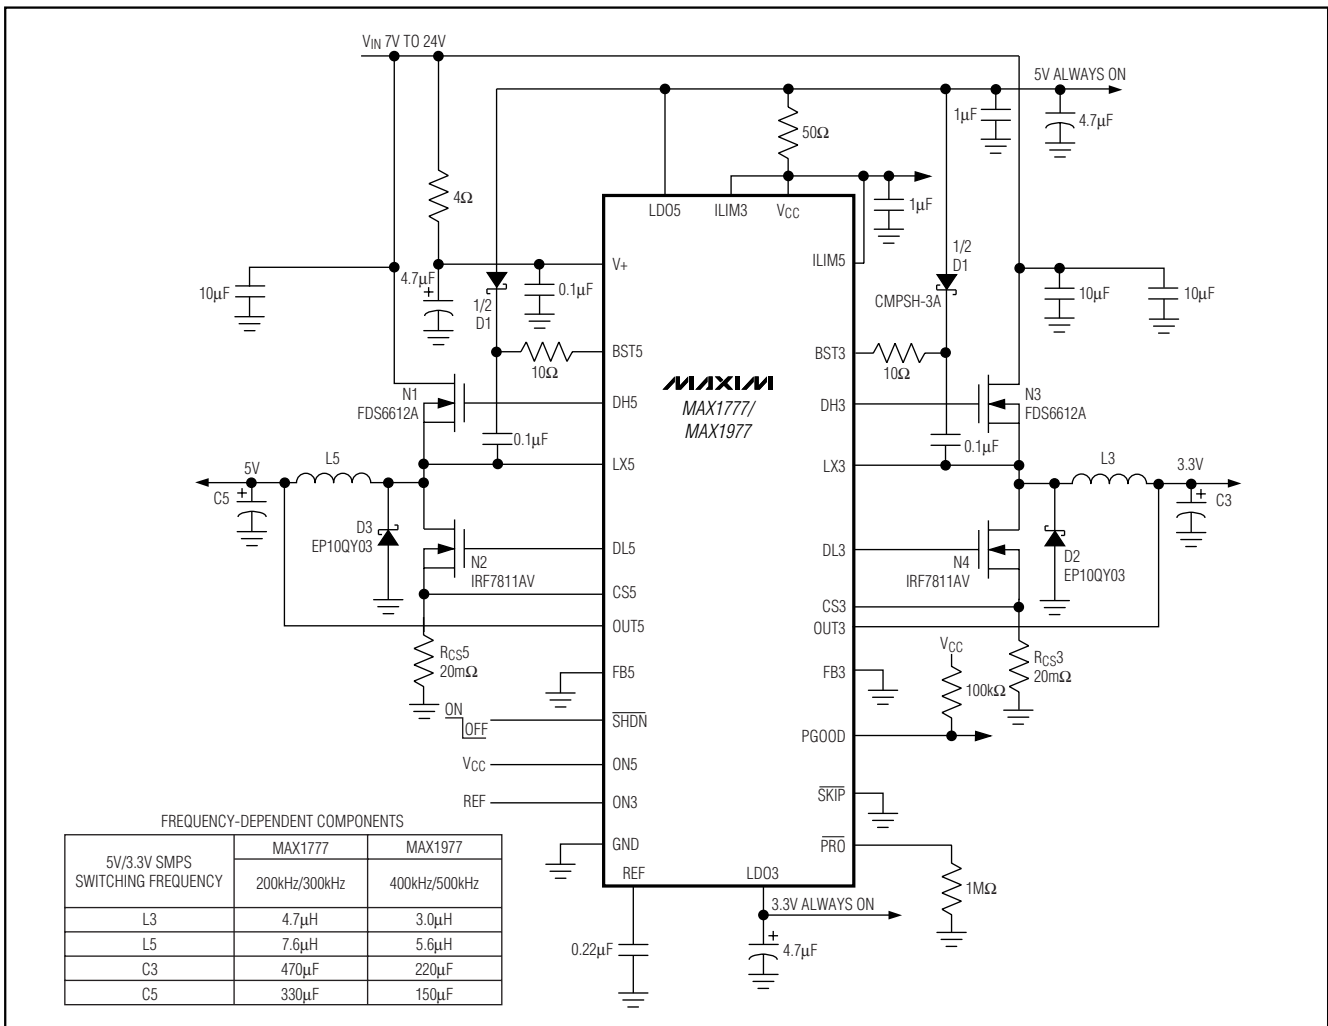 VIN 7V TO 24V
5V ALWAYS ON
1µF
4.7µF
50Ω
4Ω
LDO5
ILIM3
VCC
1µF
V+
ILIM5
1/2
D1
CMPSH-3A
10µF
4.7µF
+
0.1µF
1/2
D1
10µF
10µF
BST5
10Ω
BST3
10Ω
MAXIM
MAX1777/
MAX1977
N1
FDS6612A
DH5
DH3
N3
FDS6612A
0.1µF
0.1µF
LX5
LX3
5V
L5
L3
3.3V
C5
+
+
C3
D3
EP10QY03
N2
IRF7811AV
DL5
DL3
N4
IRF7811AV
D2
EP10QY03
CS5
CS3
OUT5
OUT3
RCS5
20mΩ
VCC
100kΩ
RCS3
20mΩ
FB5
FB3
ON
OFF
SHDN
PGOOD
VCC
ON5
REF
ON3
SKIP
GND
PRO
REF
LDO3
1MΩ
3.3V ALWAYS ON
0.22µF
+
4.7µF
FREQUENCY-DEPENDENT COMPONENTS
5V/3.3V SMPS
SWITCHING FREQUENCY
MAX1777
MAX1977
200kHz/300kHz
400kHz/500kHz
L3 4.7µH 3.0µH
L5 7.6µH 5.6µH
C3 470µF 220µF
C5 330µF 150µF